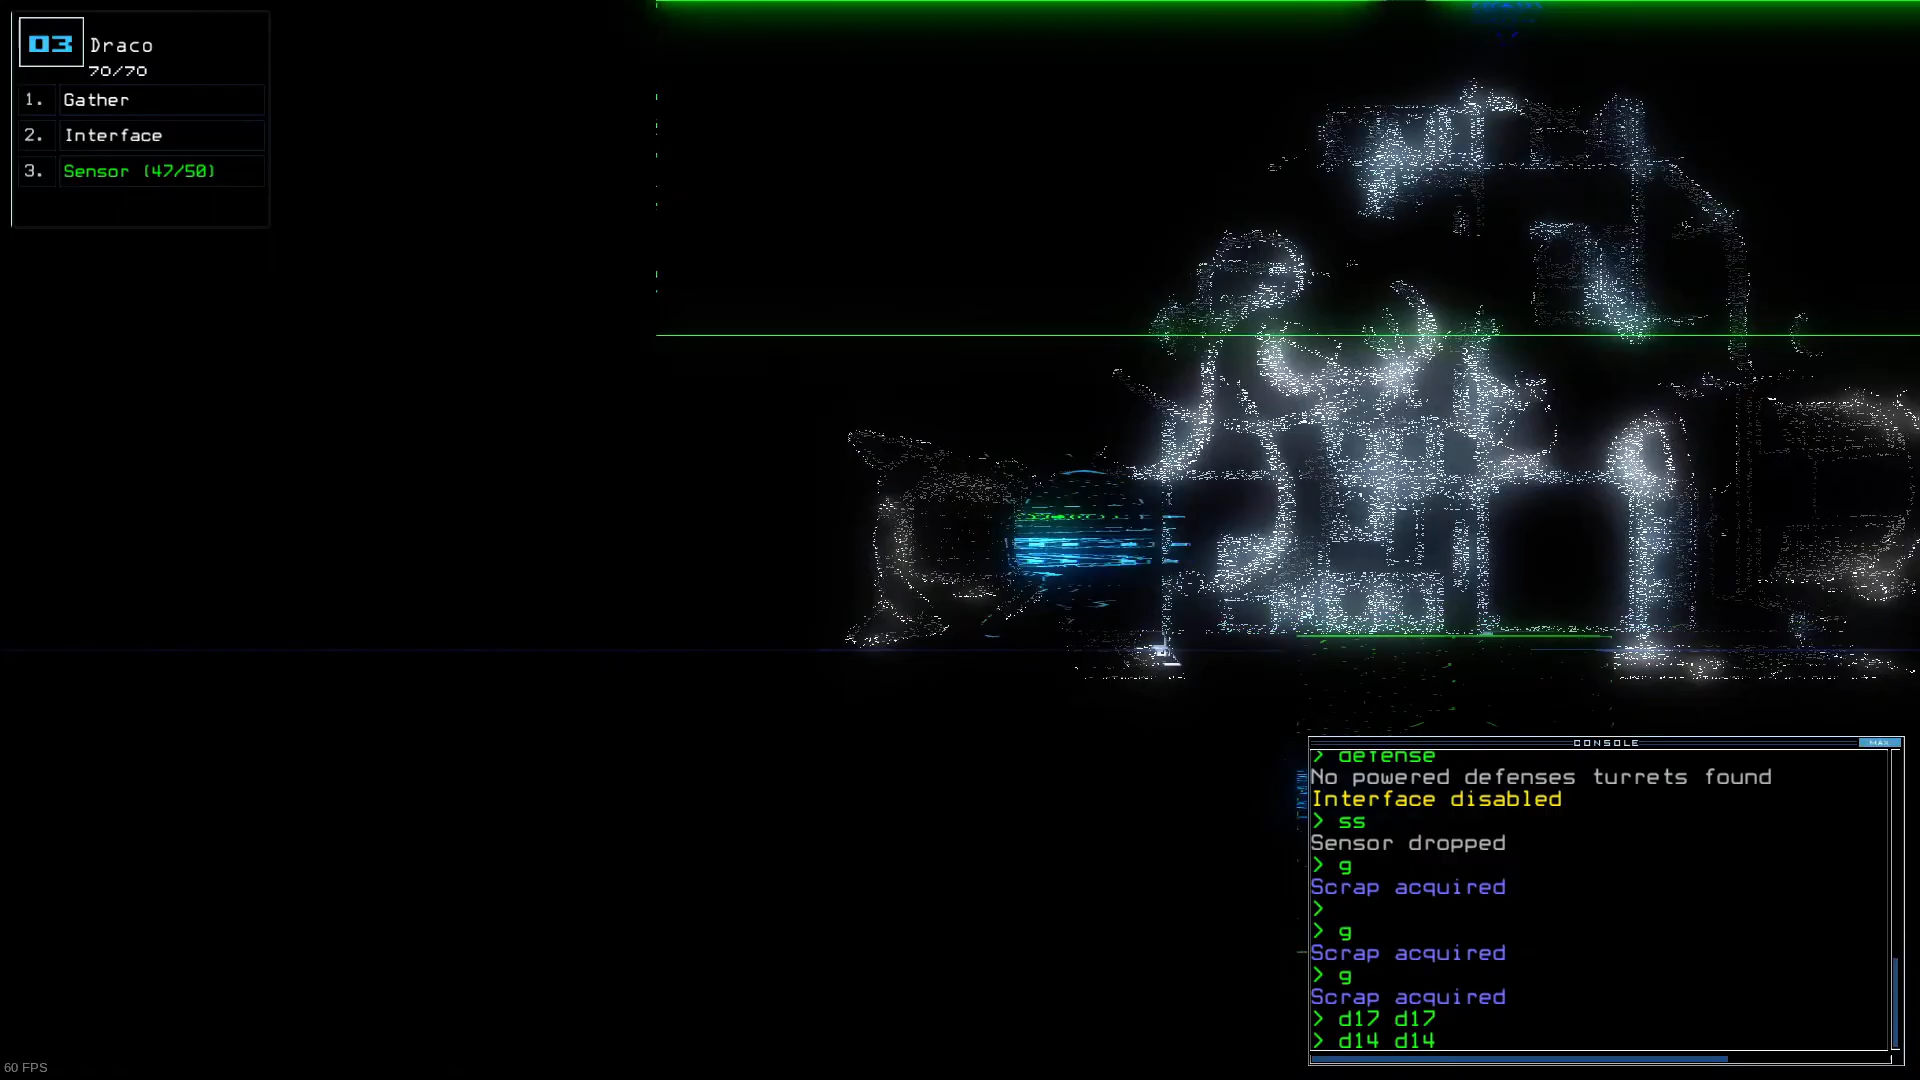 03 Draco
70/70
1. Gather
2. Interface
3. Sensor (47/50)
CONSOLE
MAX
> defense
No powered defenses turrets found
Interface disabled
> ss
Sensor dropped
> g
Scrap acquired
>
> g
Scrap acquired
> g
Scrap acquired
> d17 d17
> d14 d14
60 FPS